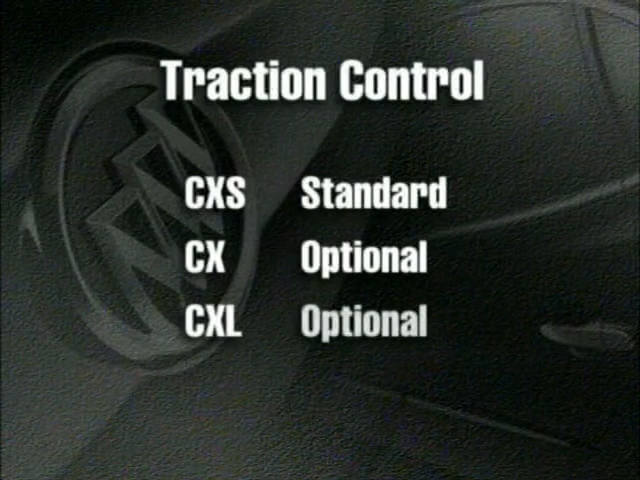 Traction Control
CXS Standard
CX Optional
CXL Optional